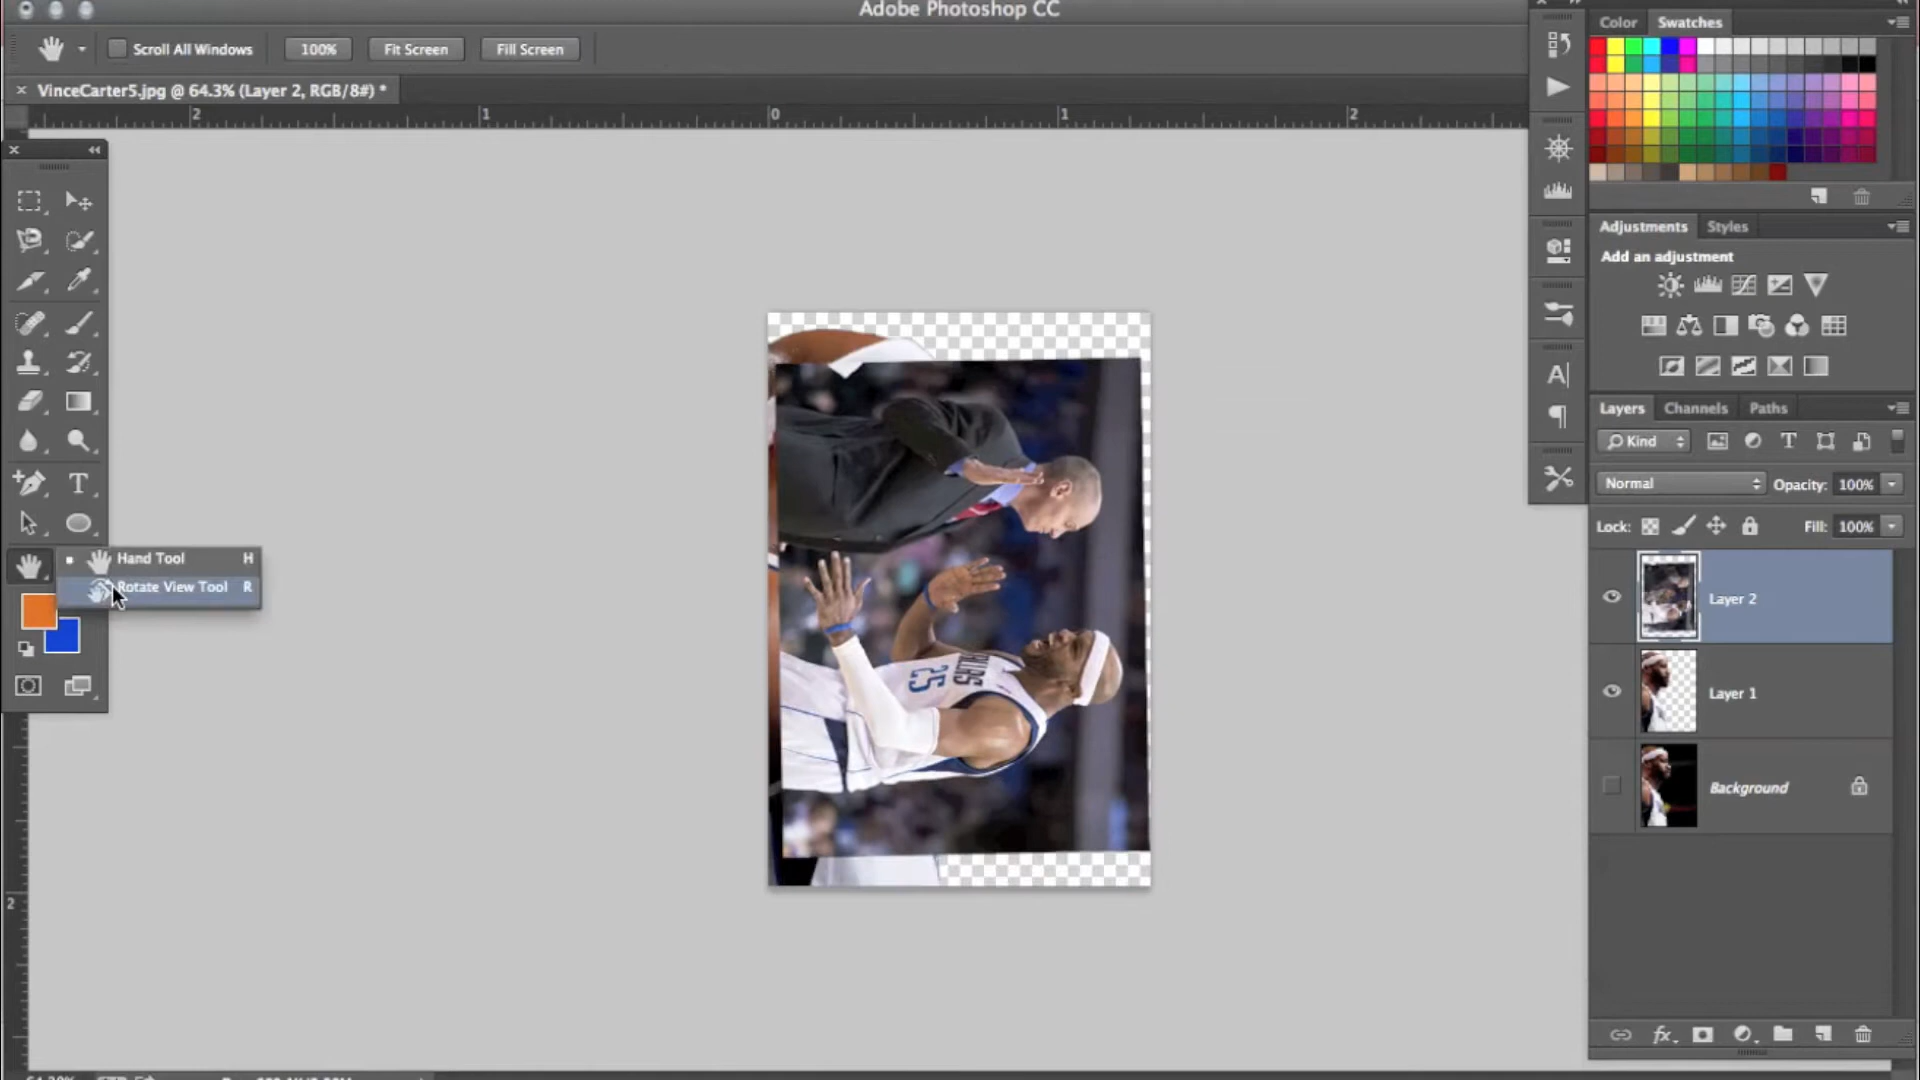 Adobe Photoshop CC
Scroll All Windows 100% Fit Screen Fill Screen
× VinceCarter5.jpg @ 64.3% (Layer 2, RGB/8#) *
2 1 0 1 2
Color Swatches
Adjustments Styles
Add an adjustment
Layers Channels Paths
Kind
Normal Opacity: 100%
Lock: Fill: 100%
Layer 2
Layer 1
Background
Hand Tool H
Rotate View Tool R
DALLAS
25
2